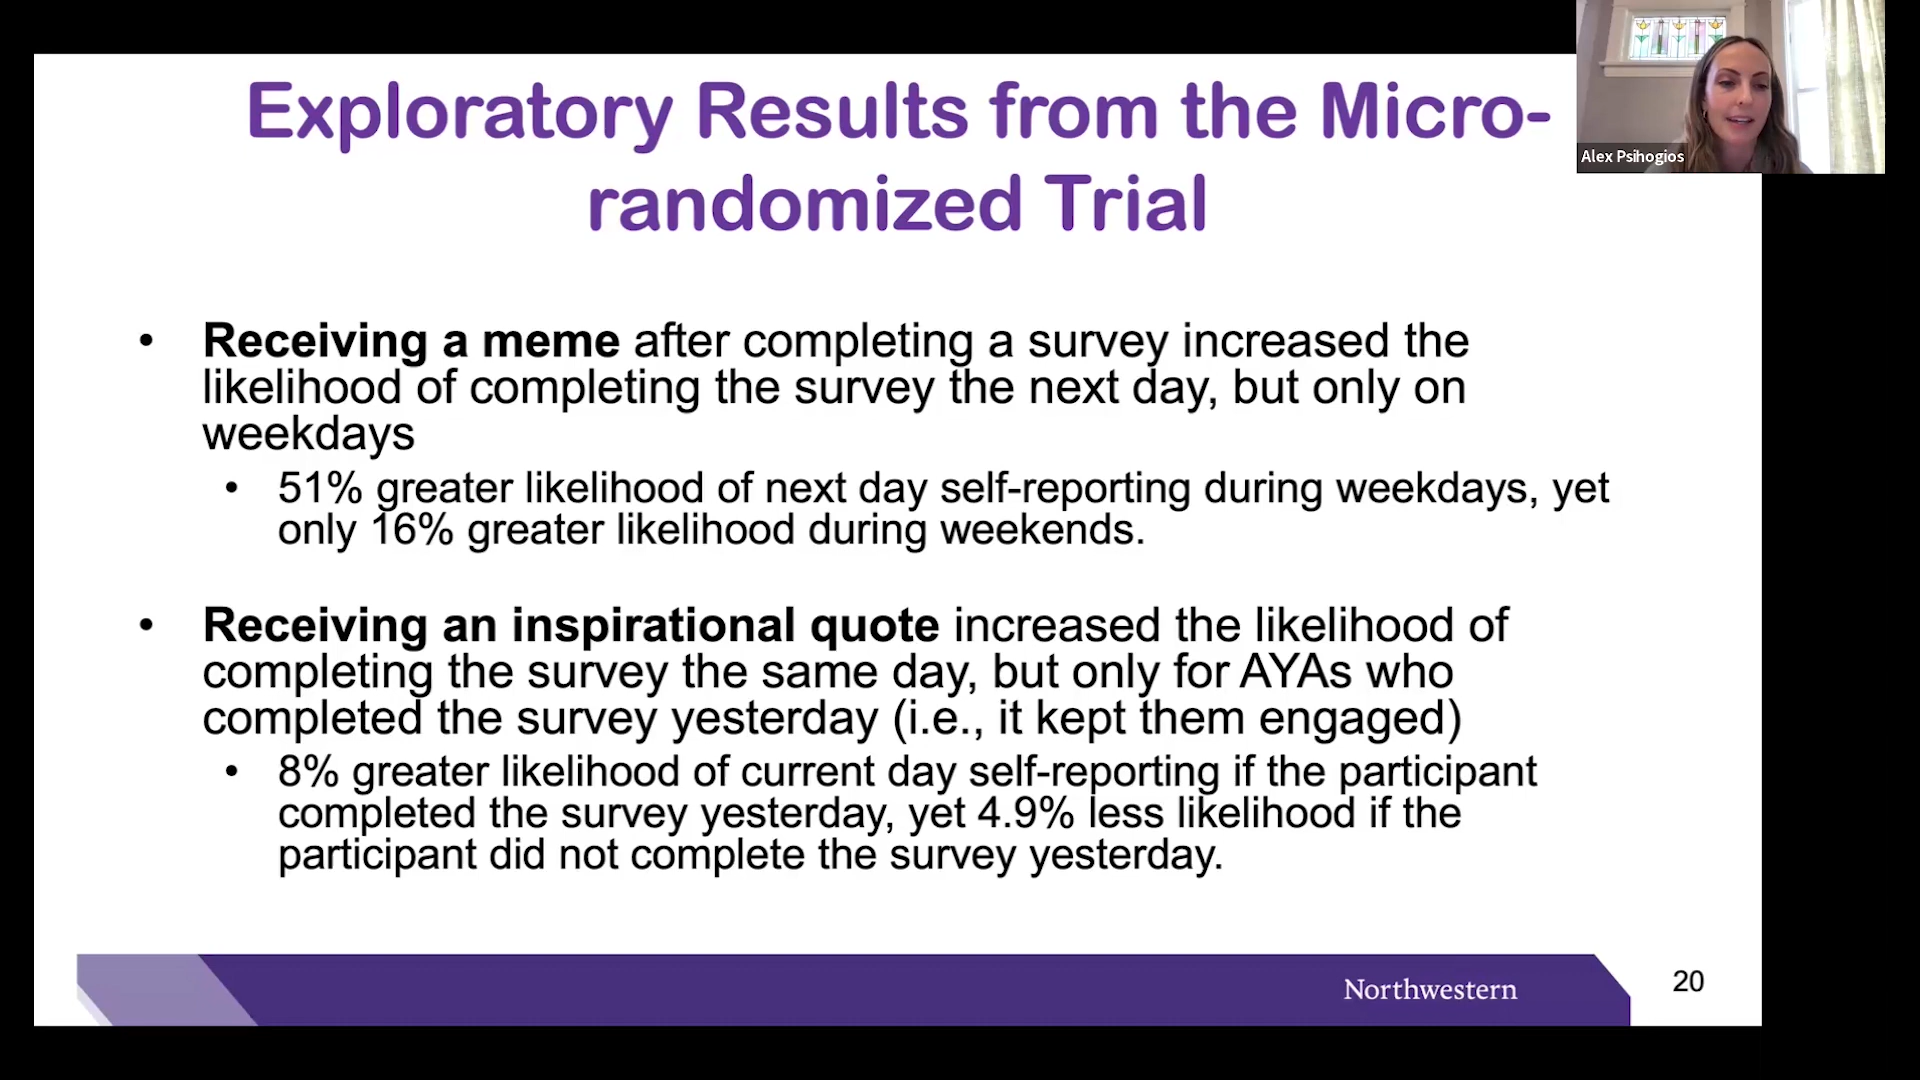 Exploratory Results from the Micro-
randomized Trial
Alex Psihogios
• Receiving a meme after completing a survey increased the
likelihood of completing the survey the next day, but only on
weekdays
• 51% greater likelihood of next day self-reporting during weekdays, yet
only 16% greater likelihood during weekends.
• Receiving an inspirational quote increased the likelihood of
completing the survey the same day, but only for AYAs who
completed the survey yesterday (i.e., it kept them engaged)
• 8% greater likelihood of current day self-reporting if the participant
completed the survey yesterday, yet 4.9% less likelihood if the
participant did not complete the survey yesterday.
Northwestern
20